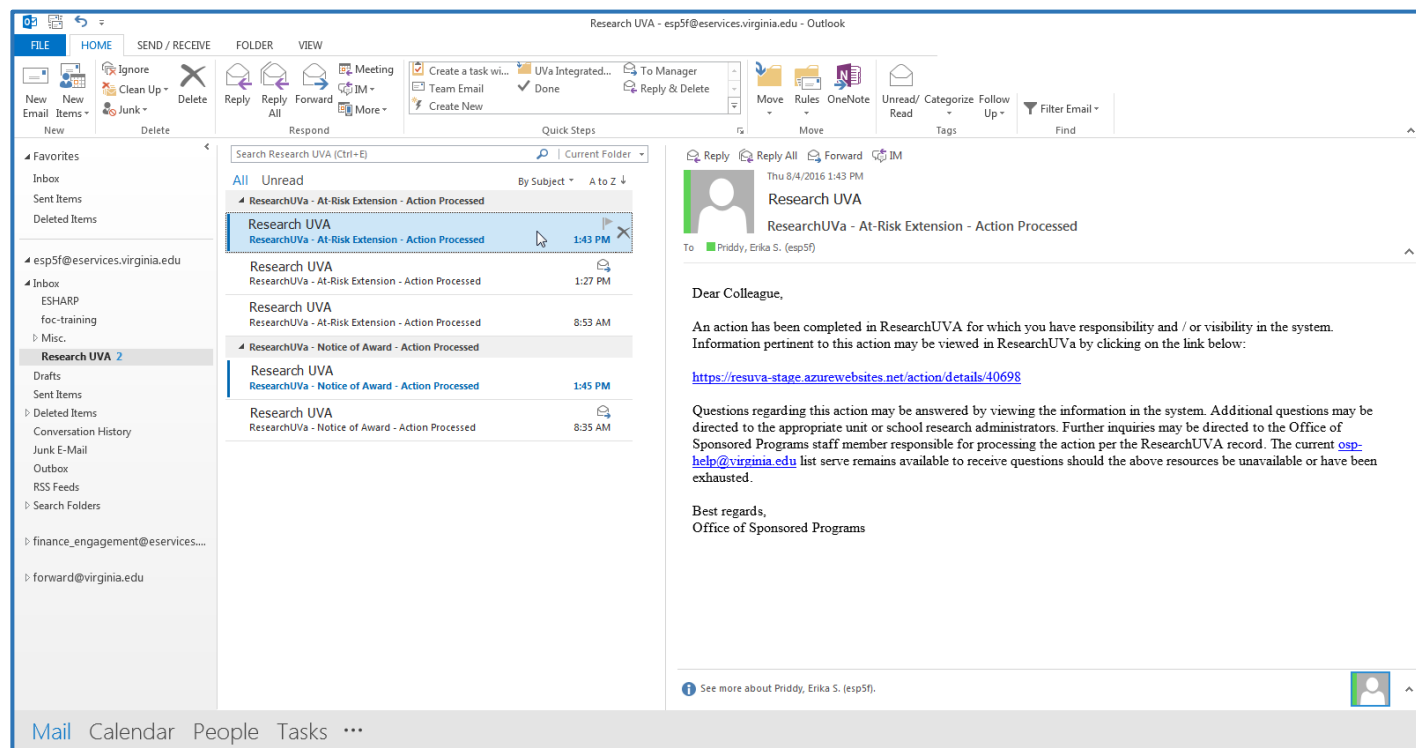 Research UVA - esp5f@eservices.virginia.edu - Outlook
FILE HOME SEND / RECEIVE FOLDER VIEW
New Email
New Items
New
Ignore
Clean Up
Junk
Delete
Delete
Reply
Reply All
Forward
Meeting
IM
More
Respond
Create a task wi...
Team Email
Create New
UVa Integrated...
Done
To Manager
Reply & Delete
Quick Steps
Move
Rules
OneNote
Move
Unread/ Read
Categorize
Follow Up
Tags
Filter Email
Find
Favorites
Inbox
Sent Items
Deleted Items
esp5f@eservices.virginia.edu
Inbox
ESHARP
foc-training
Misc.
Research UVA 2
Drafts
Sent Items
Deleted Items
Conversation History
Junk E-Mail
Outbox
RSS Feeds
Search Folders
finance_engagement@eservices....
forward@virginia.edu
Search Research UVA (Ctrl+E) Current Folder
All Unread By Subject A to Z
ResearchUVa - At-Risk Extension - Action Processed
Research UVA
ResearchUVa - At-Risk Extension - Action Processed 1:43 PM
Research UVA
ResearchUVa - At-Risk Extension - Action Processed 1:27 PM
Research UVA
ResearchUVa - At-Risk Extension - Action Processed 8:53 AM
ResearchUVa - Notice of Award - Action Processed
Research UVA
ResearchUVa - Notice of Award - Action Processed 1:45 PM
Research UVA
ResearchUVa - Notice of Award - Action Processed 8:35 AM
Reply Reply All Forward IM
Thu 8/4/2016 1:43 PM
Research UVA
ResearchUVa - At-Risk Extension - Action Processed
To Priddy, Erika S. (esp5f)
Dear Colleague,
An action has been completed in ResearchUVA for which you have responsibility and / or visibility in the system.
Information pertinent to this action may be viewed in ResearchUVa by clicking on the link below:
https://resuva-stage.azurewebsites.net/action/details/40698
Questions regarding this action may be answered by viewing the information in the system. Additional questions may be
directed to the appropriate unit or school research administrators. Further inquiries may be directed to the Office of
Sponsored Programs staff member responsible for processing the action per the ResearchUVA record. The current osp-
help@virginia.edu list serve remains available to receive questions should the above resources be unavailable or have been
exhausted.
Best regards,
Office of Sponsored Programs
See more about Priddy, Erika S. (esp5f).
Mail Calendar People Tasks ···